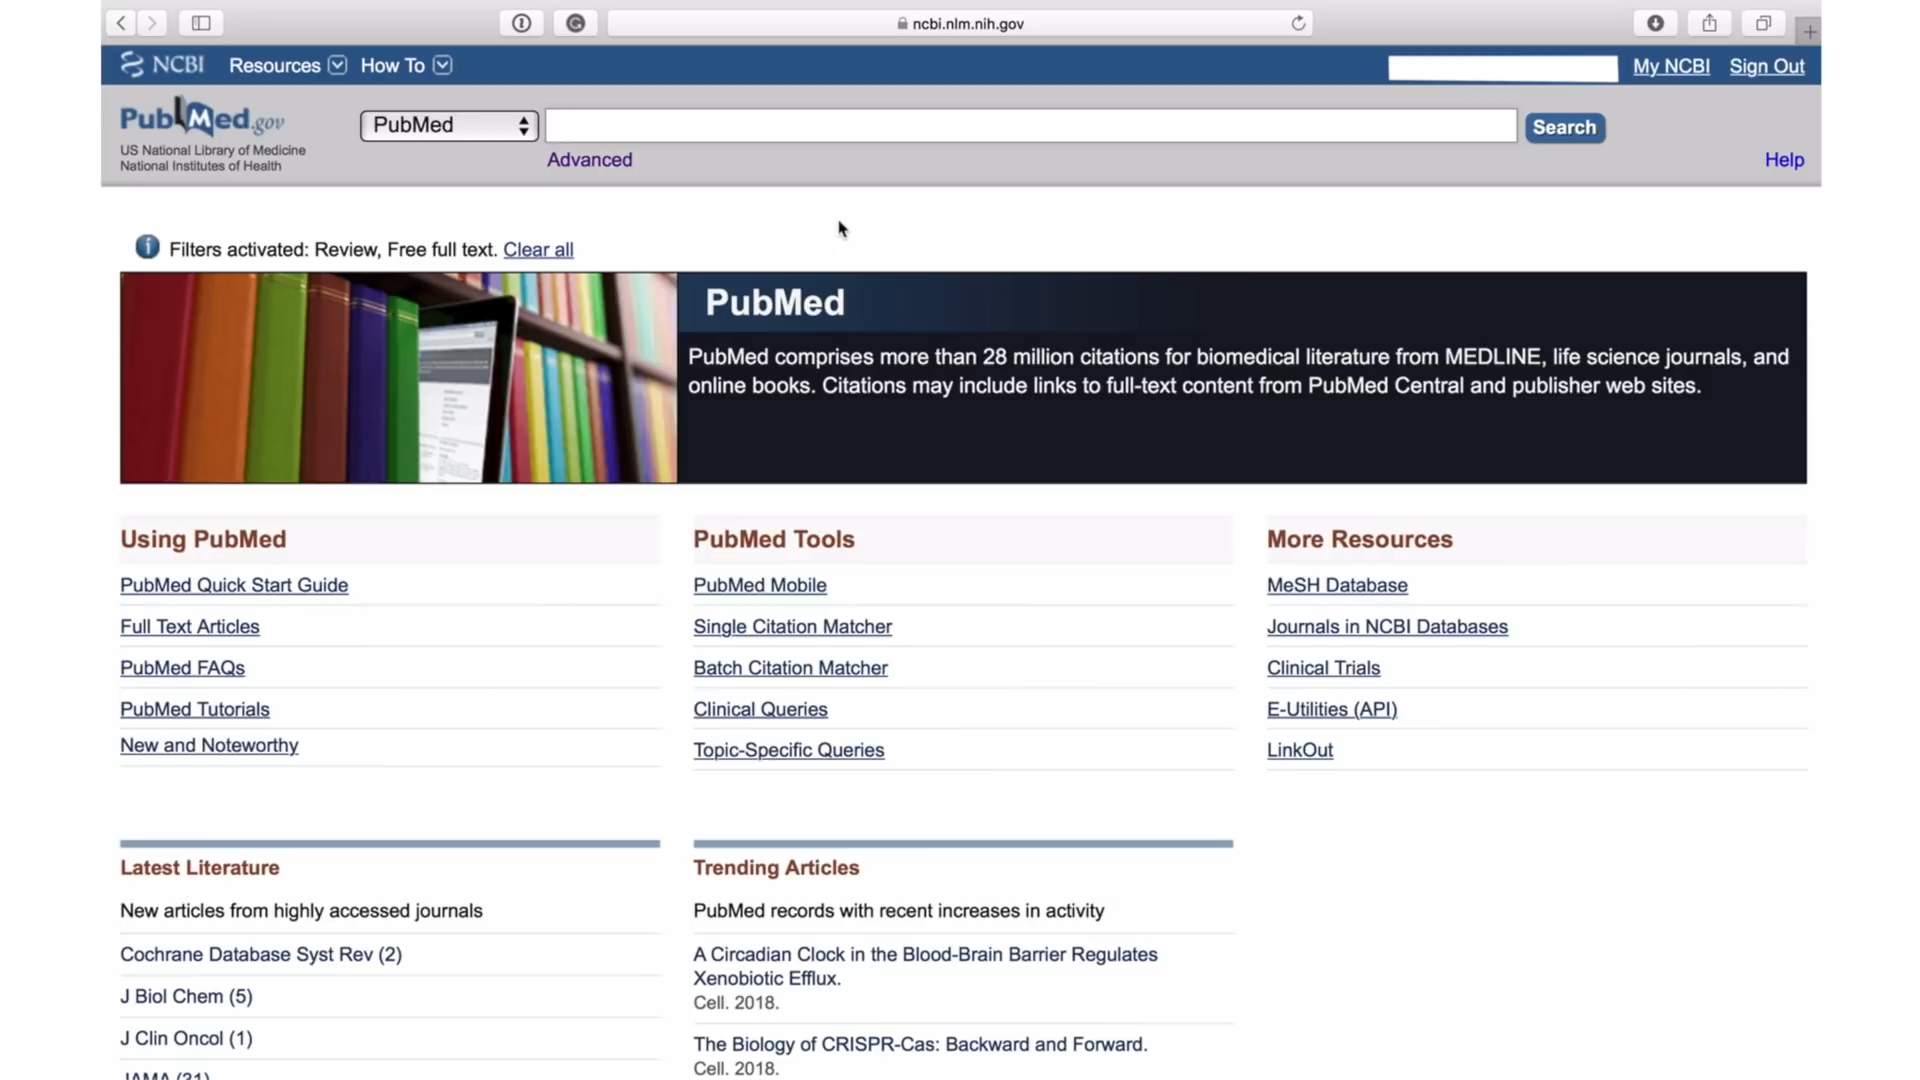 ncbi.nlm.nih.gov
NCBI Resources How To My NCBI Sign Out
PubMed.gov
US National Library of Medicine
National Institutes of Health
PubMed
Search
Advanced
Help
Filters activated: Review, Free full text. Clear all
PubMed
PubMed comprises more than 28 million citations for biomedical literature from MEDLINE, life science journals, and
online books. Citations may include links to full-text content from PubMed Central and publisher web sites.
Using PubMed
PubMed Quick Start Guide
Full Text Articles
PubMed FAQs
PubMed Tutorials
New and Noteworthy
PubMed Tools
PubMed Mobile
Single Citation Matcher
Batch Citation Matcher
Clinical Queries
Topic-Specific Queries
More Resources
MeSH Database
Journals in NCBI Databases
Clinical Trials
E-Utilities (API)
LinkOut
Latest Literature
New articles from highly accessed journals
Cochrane Database Syst Rev (2)
J Biol Chem (5)
J Clin Oncol (1)
JAMA (31)
Trending Articles
PubMed records with recent increases in activity
A Circadian Clock in the Blood-Brain Barrier Regulates
Xenobiotic Efflux.
Cell. 2018.
The Biology of CRISPR-Cas: Backward and Forward.
Cell. 2018.